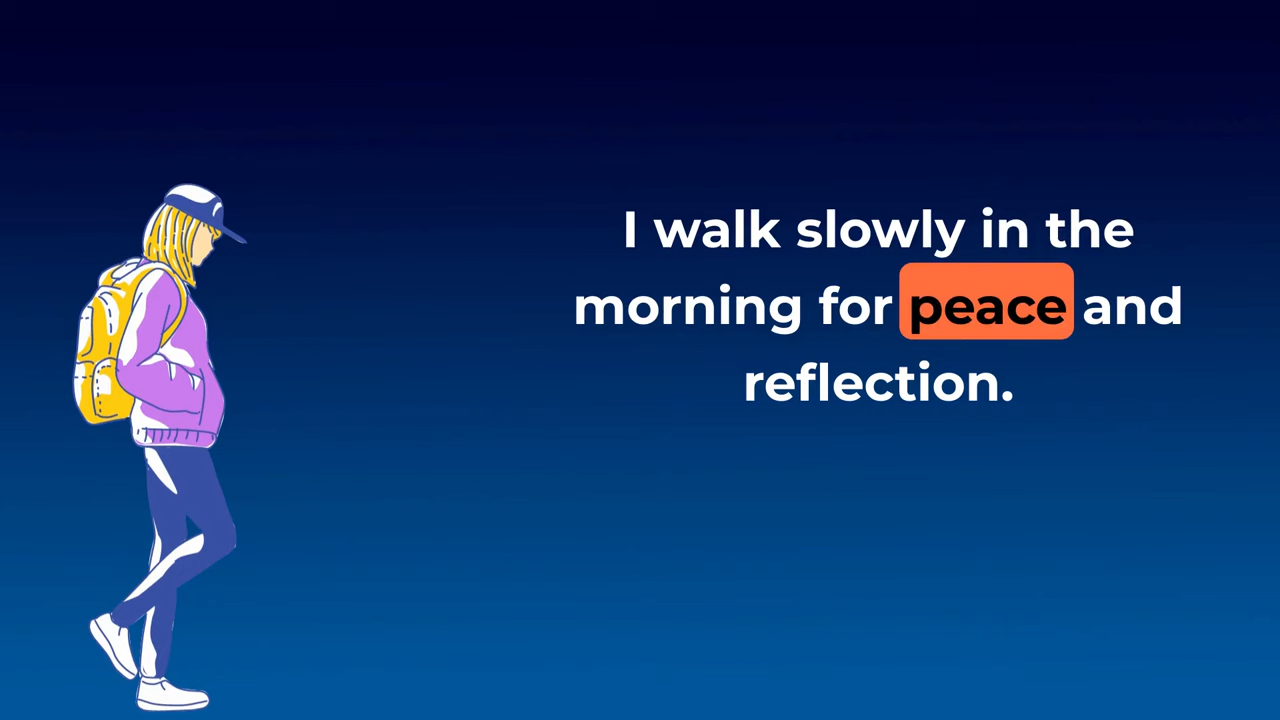 I walk slowly in the
morning for peace and
reflection.